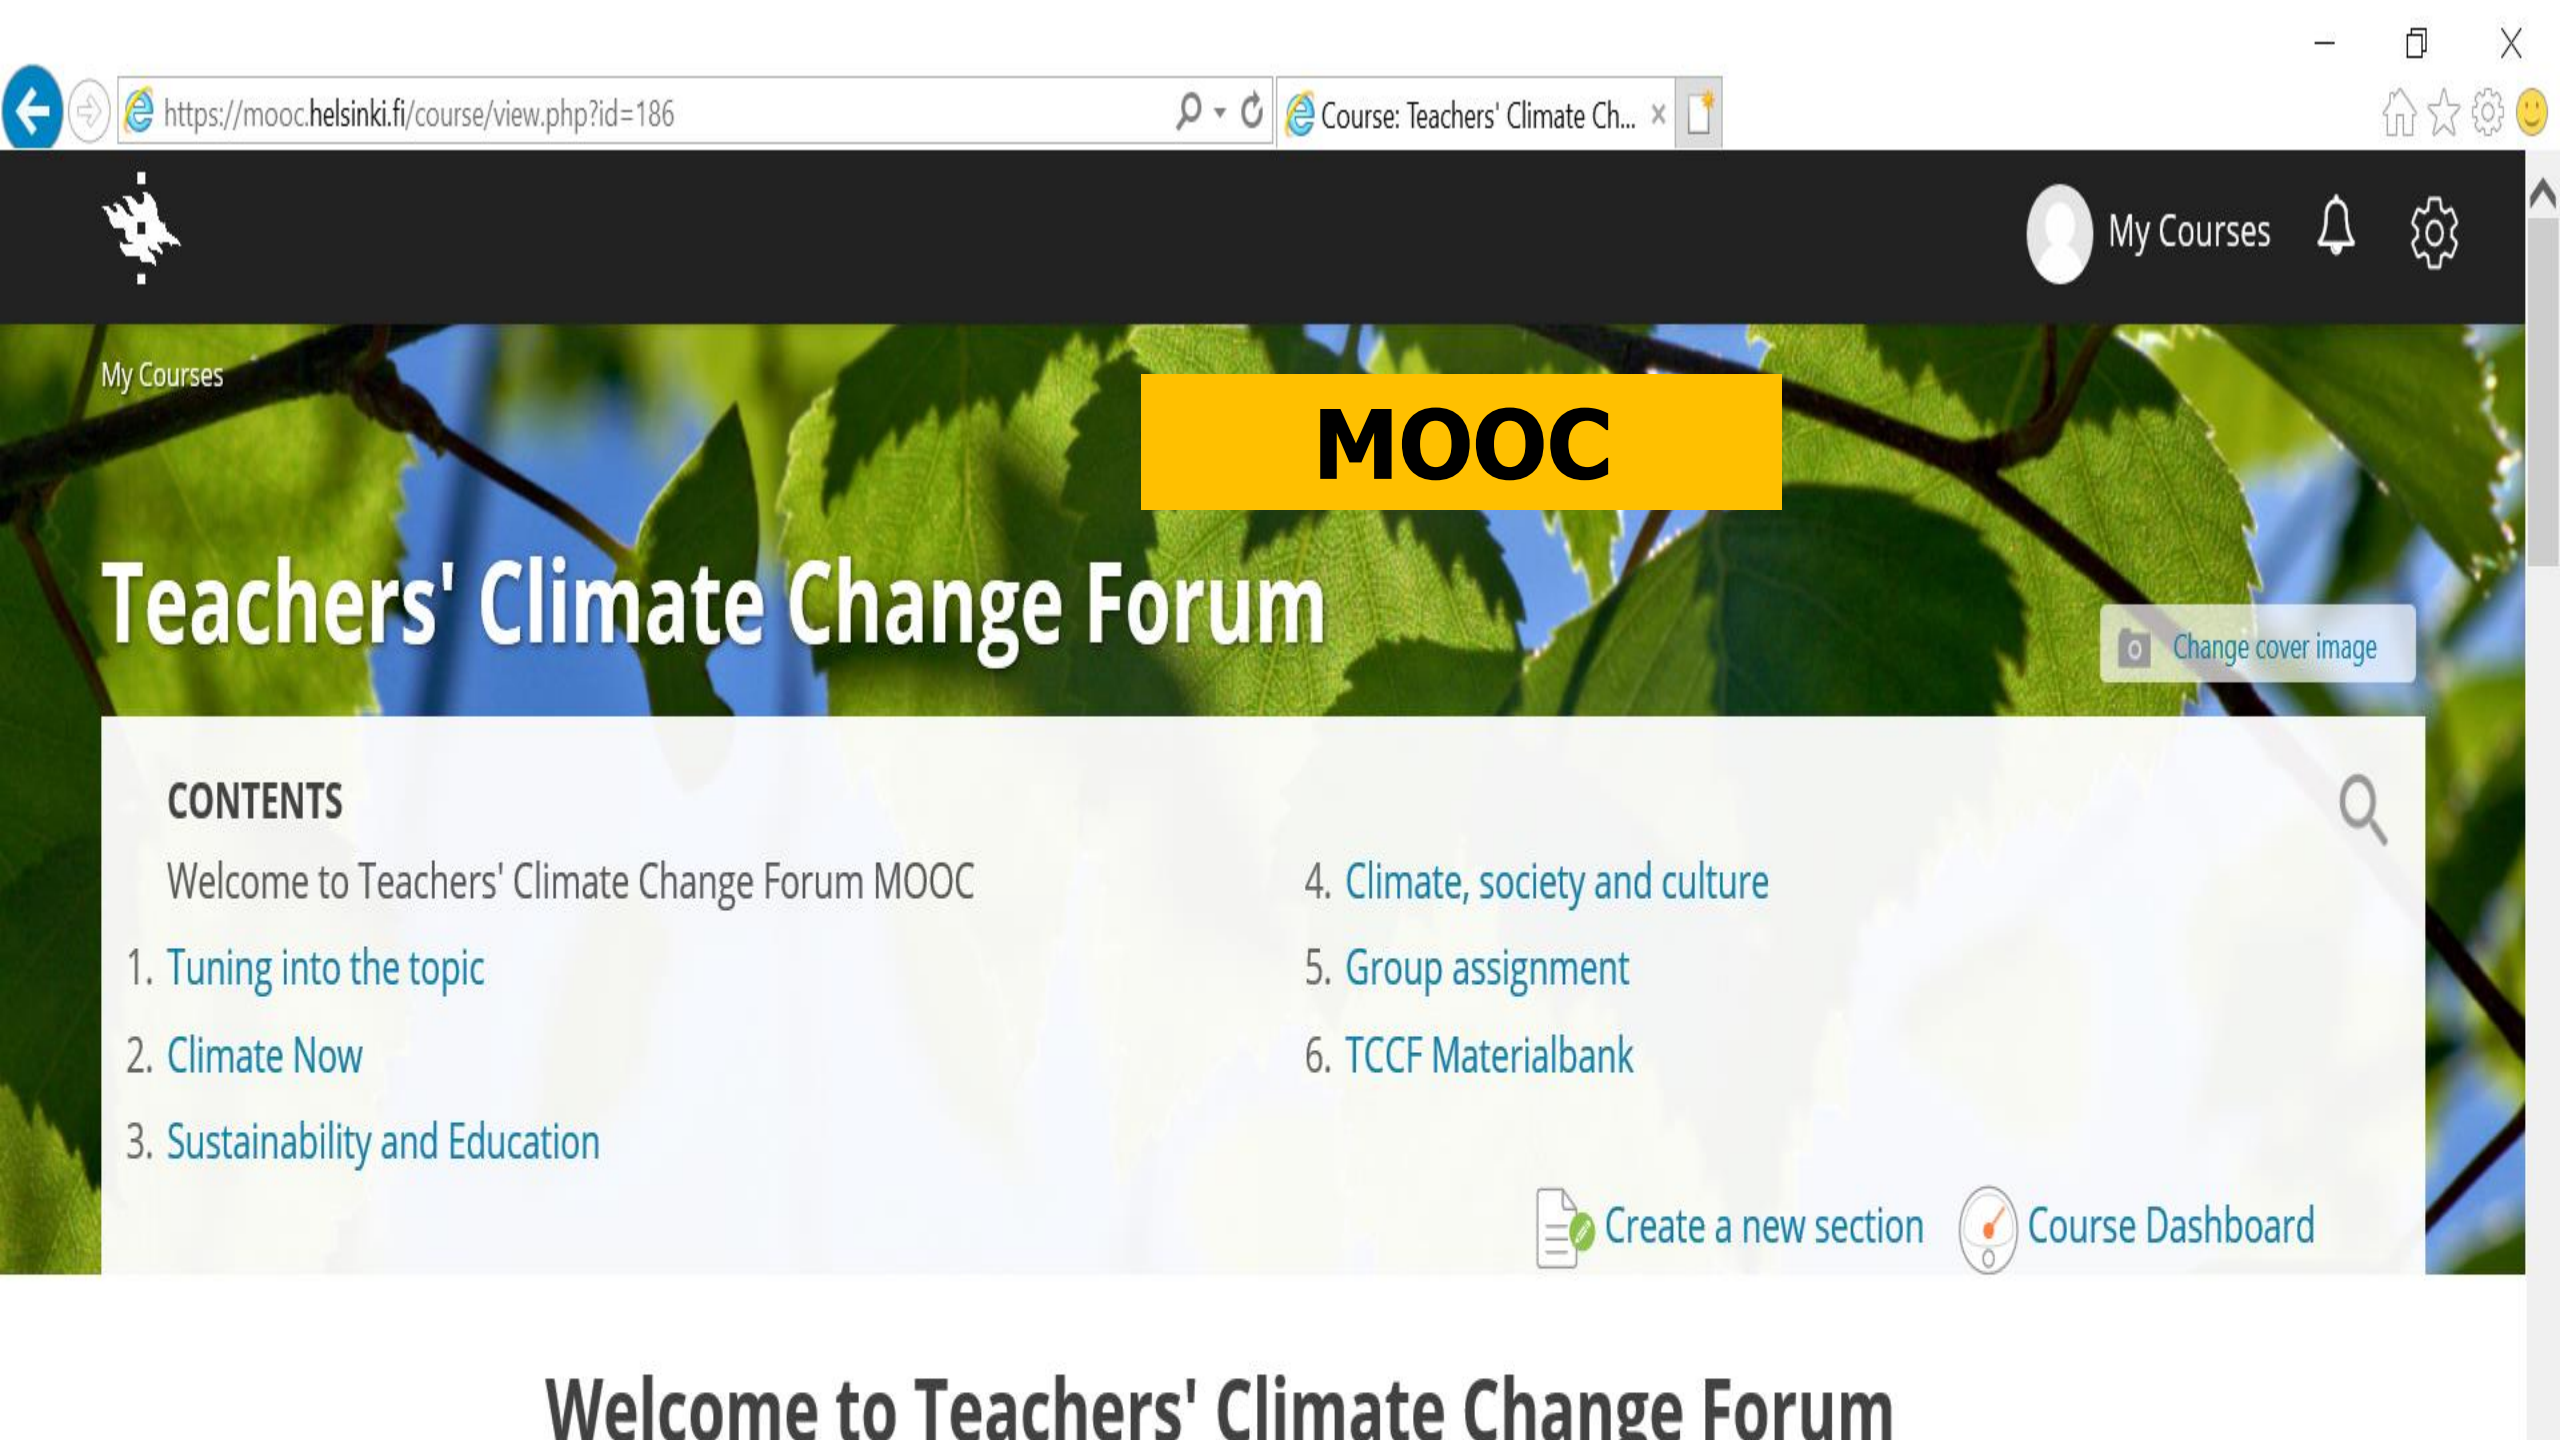 https://mooc.helsinki.fi/course/view.php?id=186
Course: Teachers' Climate Ch...
My Courses
My Courses
MOOC
Teachers' Climate Change Forum
Change cover image
CONTENTS
Welcome to Teachers' Climate Change Forum MOOC
1. Tuning into the topic
2. Climate Now
3. Sustainability and Education
4. Climate, society and culture
5. Group assignment
6. TCCF Materialbank
Create a new section
Course Dashboard
Welcome to Teachers' Climate Change Forum